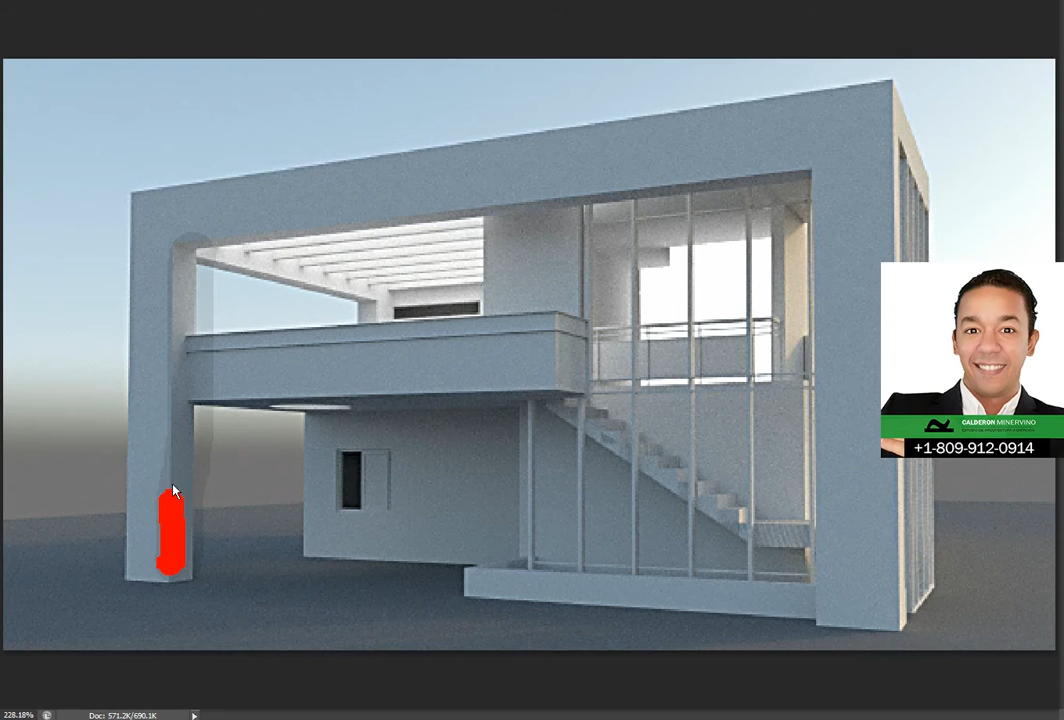 CALDERON MINERVINO
+1-809-912-0914
228.18%
Doc: 571.2K/690.1K